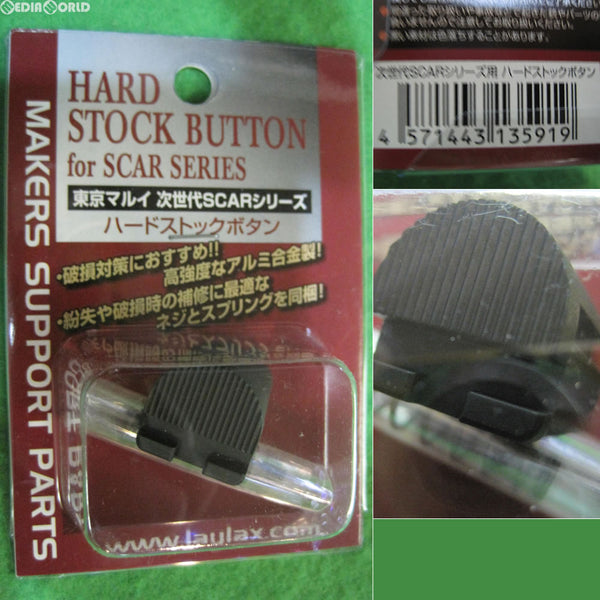 MEDIAWORLD
HARD
STOCK BUTTON
for SCAR SERIES
東京マルイ 次世代SCARシリーズ
ハードストックボタン
・破損対策におすすめ!!
高強度なアルミ合金製!
・紛失や破損時の補修に最適な
ネジとスプリングを同梱!
MAKERS SUPPORT PARTS
www.laulax.com
次世代SCARシリーズ用 ハードストックボタン
4 571443 135919